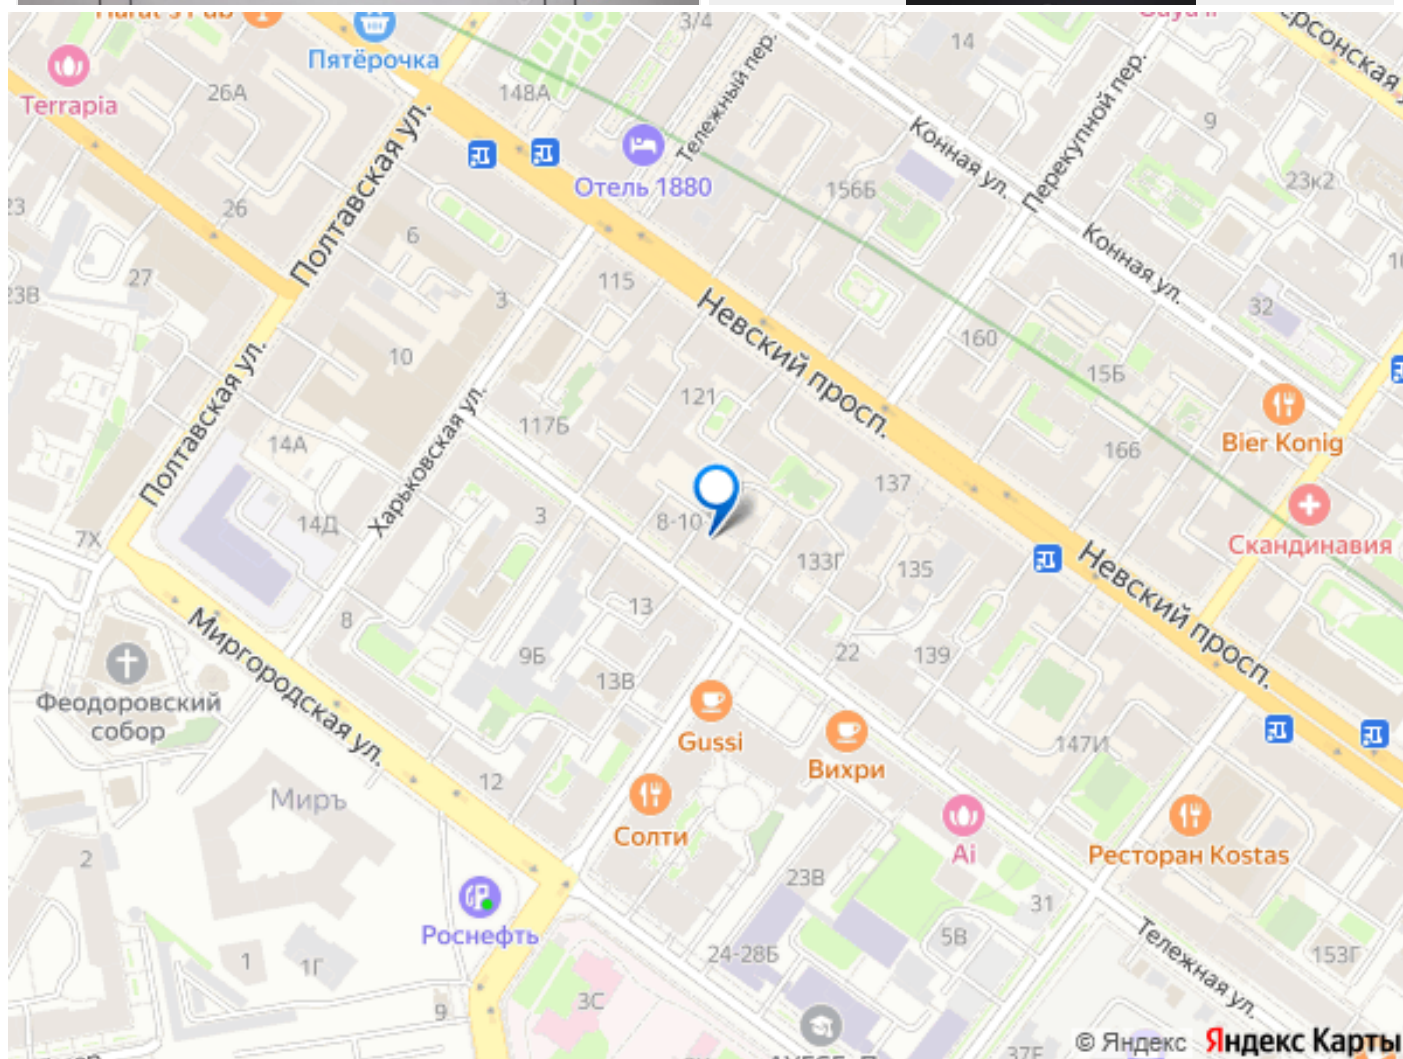 3/4
14
Пятёрочка
Terrapia
26А
148А
Тележный пер.
Конная ул.
Перекупной пер.
9
Отель 1880
156Б
23к2
Полтавская ул.
23
26
6
27
23В
3
115
Невский просп.
Конная ул.
32
160
10
121
15Б
Bier Konig
Полтавская ул.
Харьковская ул.
117Б
14А
166
137
8-10
3
14Д
7Х
Скандинавия
133Г
135
Невский просп.
13
8
Миргородская ул.
9Б
22
139
13В
Феодоровский
собор
Gussi
Вихри
147И
12
Миръ
Солти
Ai
Ресторан Kostas
2
23В
31
Роснефть
5В
Тележная ул.
24-28Б
1
1Г
153Г
3С
9
37Е
© Яндекс Яндекс Карты